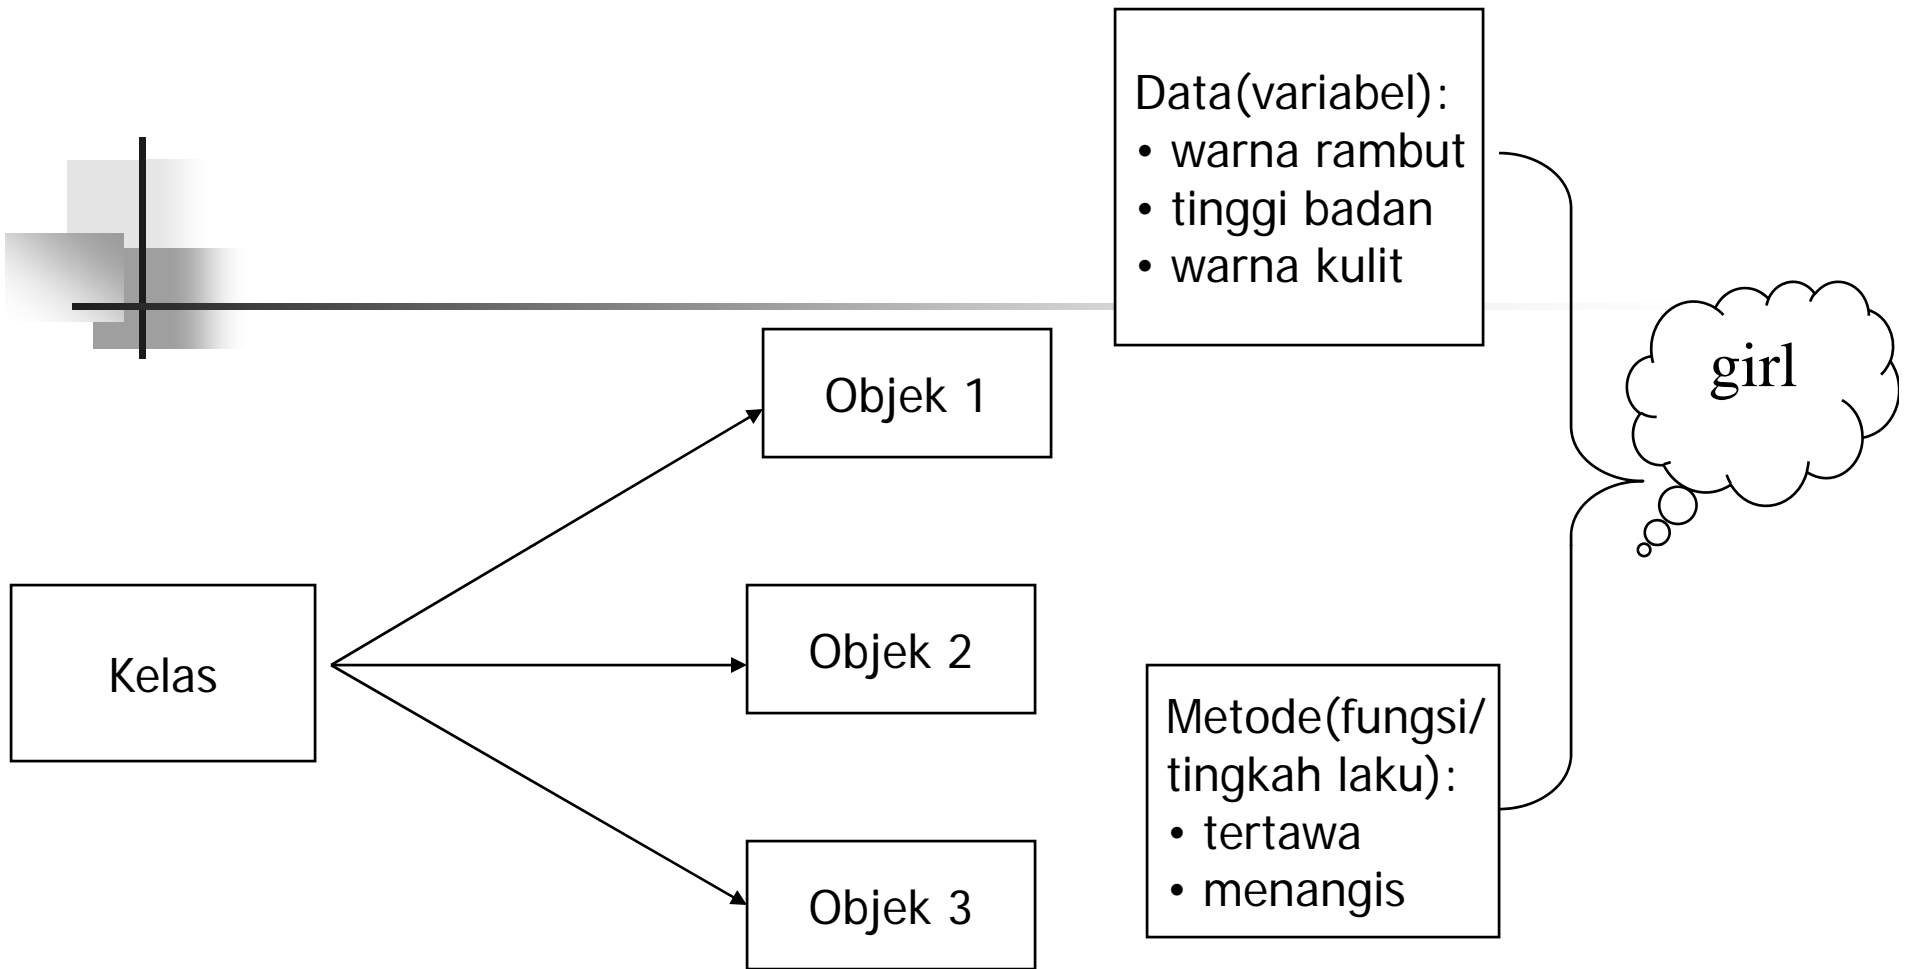 Data(variabel):
• warna rambut
• tinggi badan
• warna kulit
girl
Objek 1
Kelas
Objek 2
Objek 3
Metode(fungsi/
tingkah laku):
• tertawa
• menangis